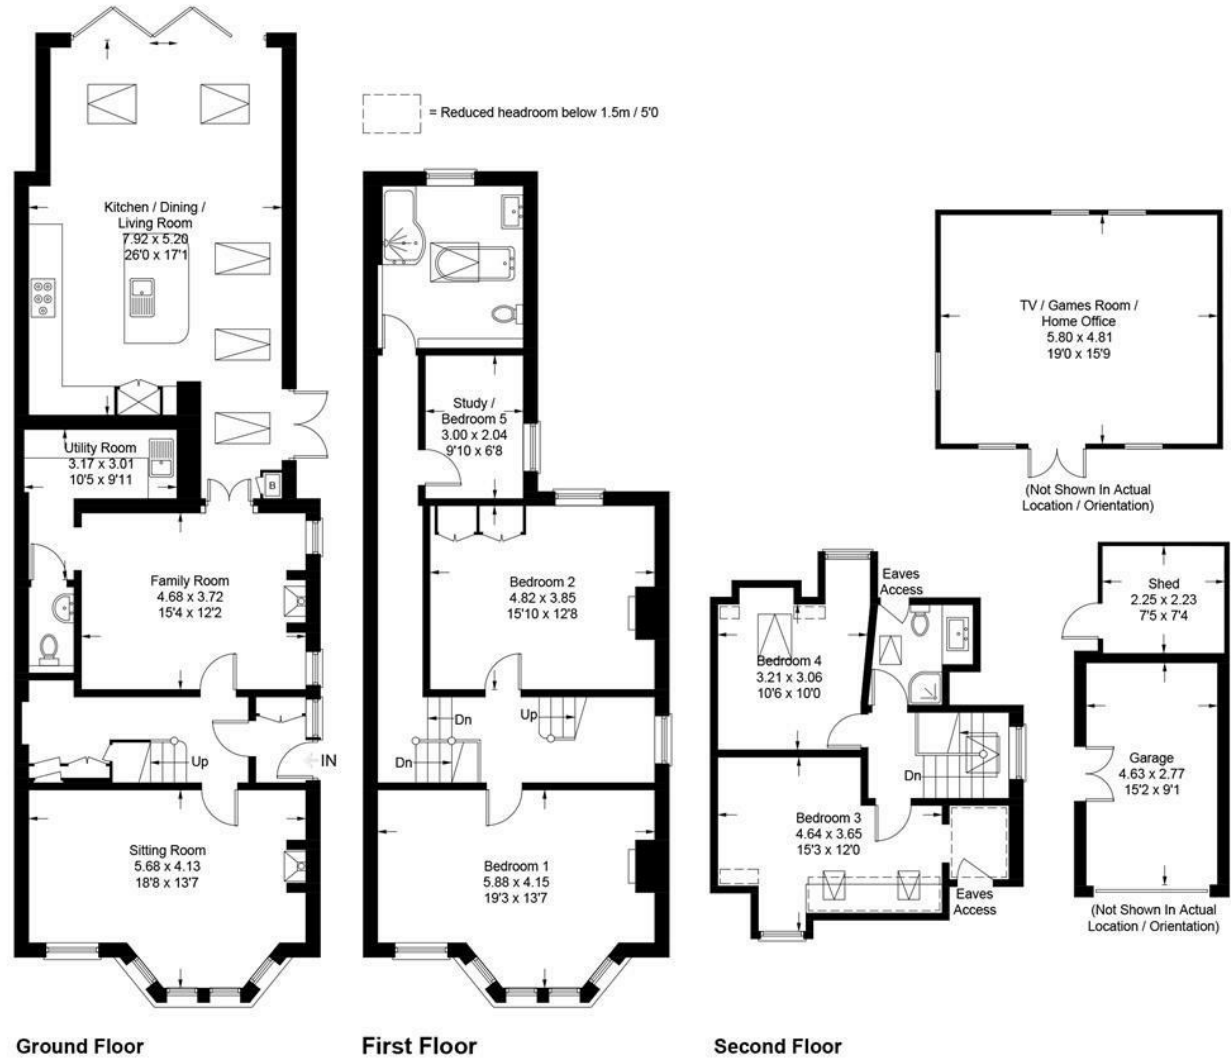 = Reduced headroom below 1.5m / 5'0
Kitchen / Dining /
Living Room
7.92 x 5.20
26'0 x 17'1
Utility Room
3.17 x 3.01
10'5 x 9'11
B
Family Room
4.68 x 3.72
15'4 x 12'2
Up
IN
Sitting Room
5.68 x 4.13
18'8 x 13'7
Ground Floor
Study /
Bedroom 5
3.00 x 2.04
9'10 x 6'8
Bedroom 2
4.82 x 3.85
15'10 x 12'8
Dn
Up
Dn
Bedroom 1
5.88 x 4.15
19'3 x 13'7
First Floor
Eaves
Access
Bedroom 4
3.21 x 3.06
10'6 x 10'0
Dn
Bedroom 3
4.64 x 3.65
15'3 x 12'0
Eaves
Access
Second Floor
TV / Games Room /
Home Office
5.80 x 4.81
19'0 x 15'9
(Not Shown In Actual
Location / Orientation)
Shed
2.25 x 2.23
7'5 x 7'4
Garage
4.63 x 2.77
15'2 x 9'1
(Not Shown In Actual
Location / Orientation)